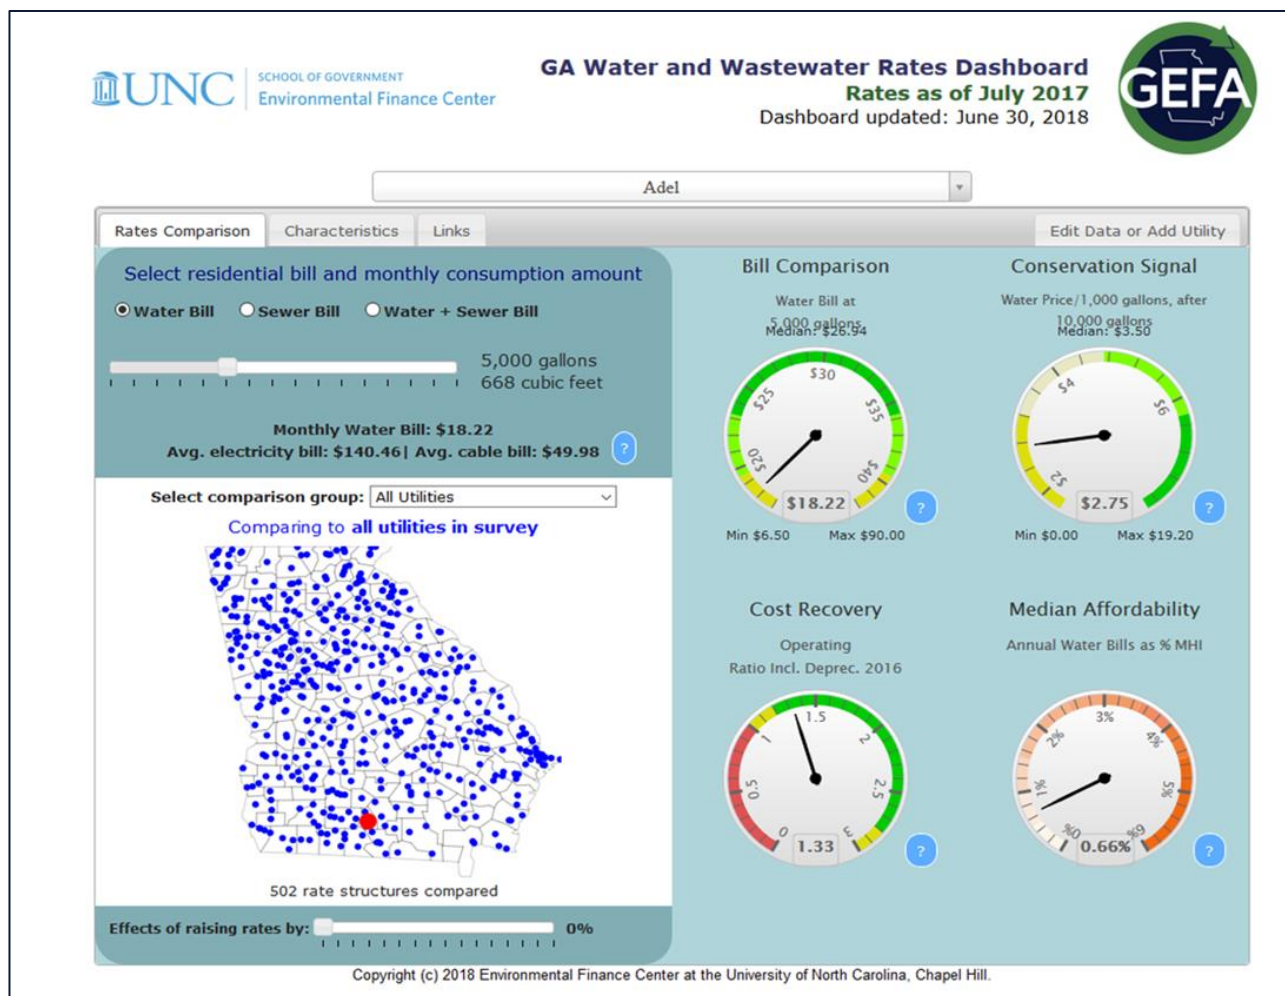 UNC
SCHOOL OF GOVERNMENT
Environmental Finance Center
GA Water and Wastewater Rates Dashboard
Rates as of July 2017
Dashboard updated: June 30, 2018
GEFA
Adel
Rates Comparison
Characteristics
Links
Edit Data or Add Utility
Select residential bill and monthly consumption amount
Water Bill
Sewer Bill
Water + Sewer Bill
5,000 gallons
668 cubic feet
Monthly Water Bill: $18.22
Avg. electricity bill: $140.46| Avg. cable bill: $49.98
?
Select comparison group:
All Utilities
Comparing to all utilities in survey
502 rate structures compared
Effects of raising rates by:
0%
Bill Comparison
Water Bill at
5,000 gallons
Median: $26.94
$20
$25
$30
$35
$40
$18.22
?
Min $6.50
Max $90.00
Conservation Signal
Water Price/1,000 gallons, after
10,000 gallons
Median: $3.50
$2
$4
$6
$2.75
?
Min $0.00
Max $19.20
Cost Recovery
Operating
Ratio Incl. Deprec. 2016
0
0.5
1
1.5
2
2.5
3
1.33
?
Median Affordability
Annual Water Bills as % MHI
0%
1%
2%
3%
4%
5%
6%
0.66%
?
Copyright (c) 2018 Environmental Finance Center at the University of North Carolina, Chapel Hill.